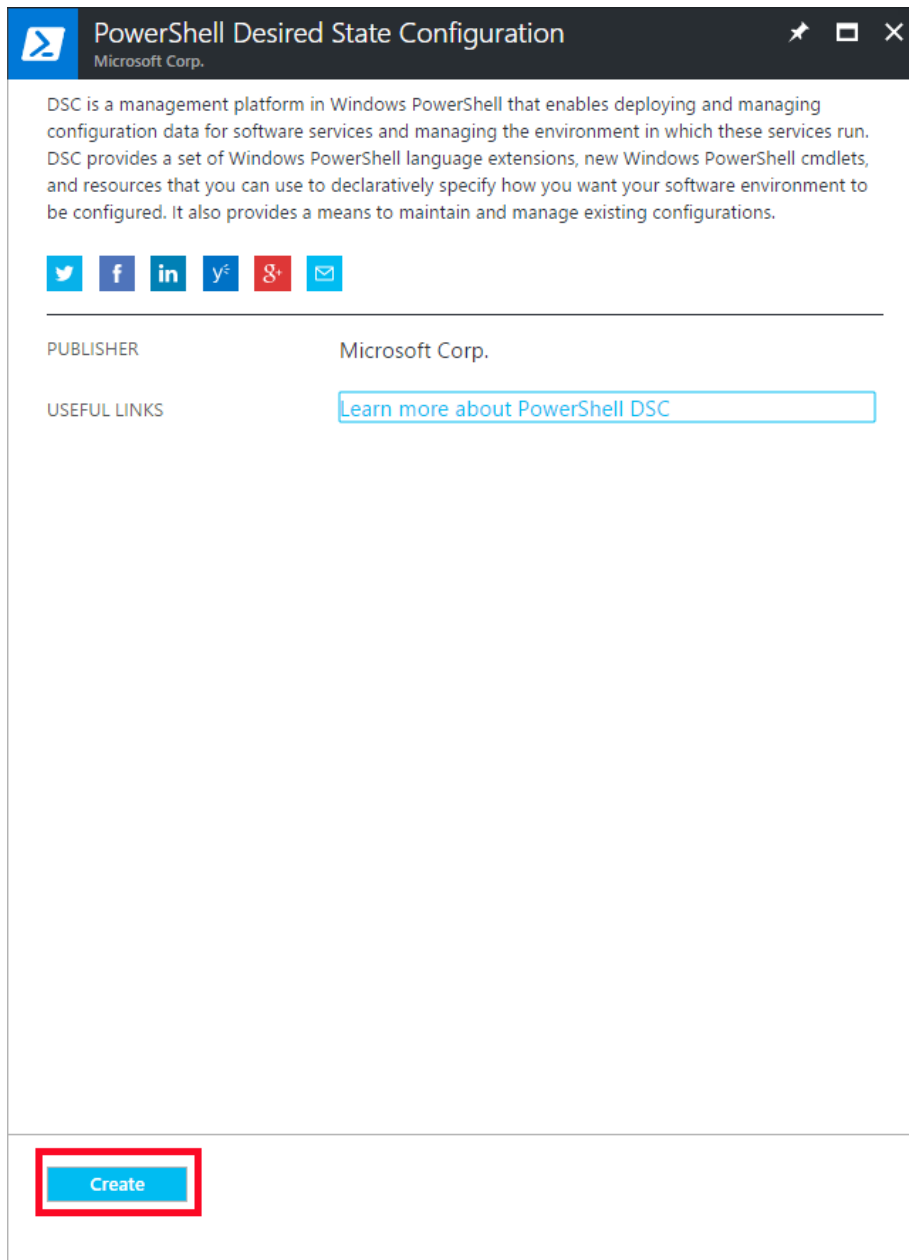 PowerShell Desired State Configuration
Microsoft Corp.
DSC is a management platform in Windows PowerShell that enables deploying and managing
configuration data for software services and managing the environment in which these services run.
DSC provides a set of Windows PowerShell language extensions, new Windows PowerShell cmdlets,
and resources that you can use to declaratively specify how you want your software environment to
be configured. It also provides a means to maintain and manage existing configurations.
f in y g+
PUBLISHER Microsoft Corp.
USEFUL LINKS Learn more about PowerShell DSC
Create